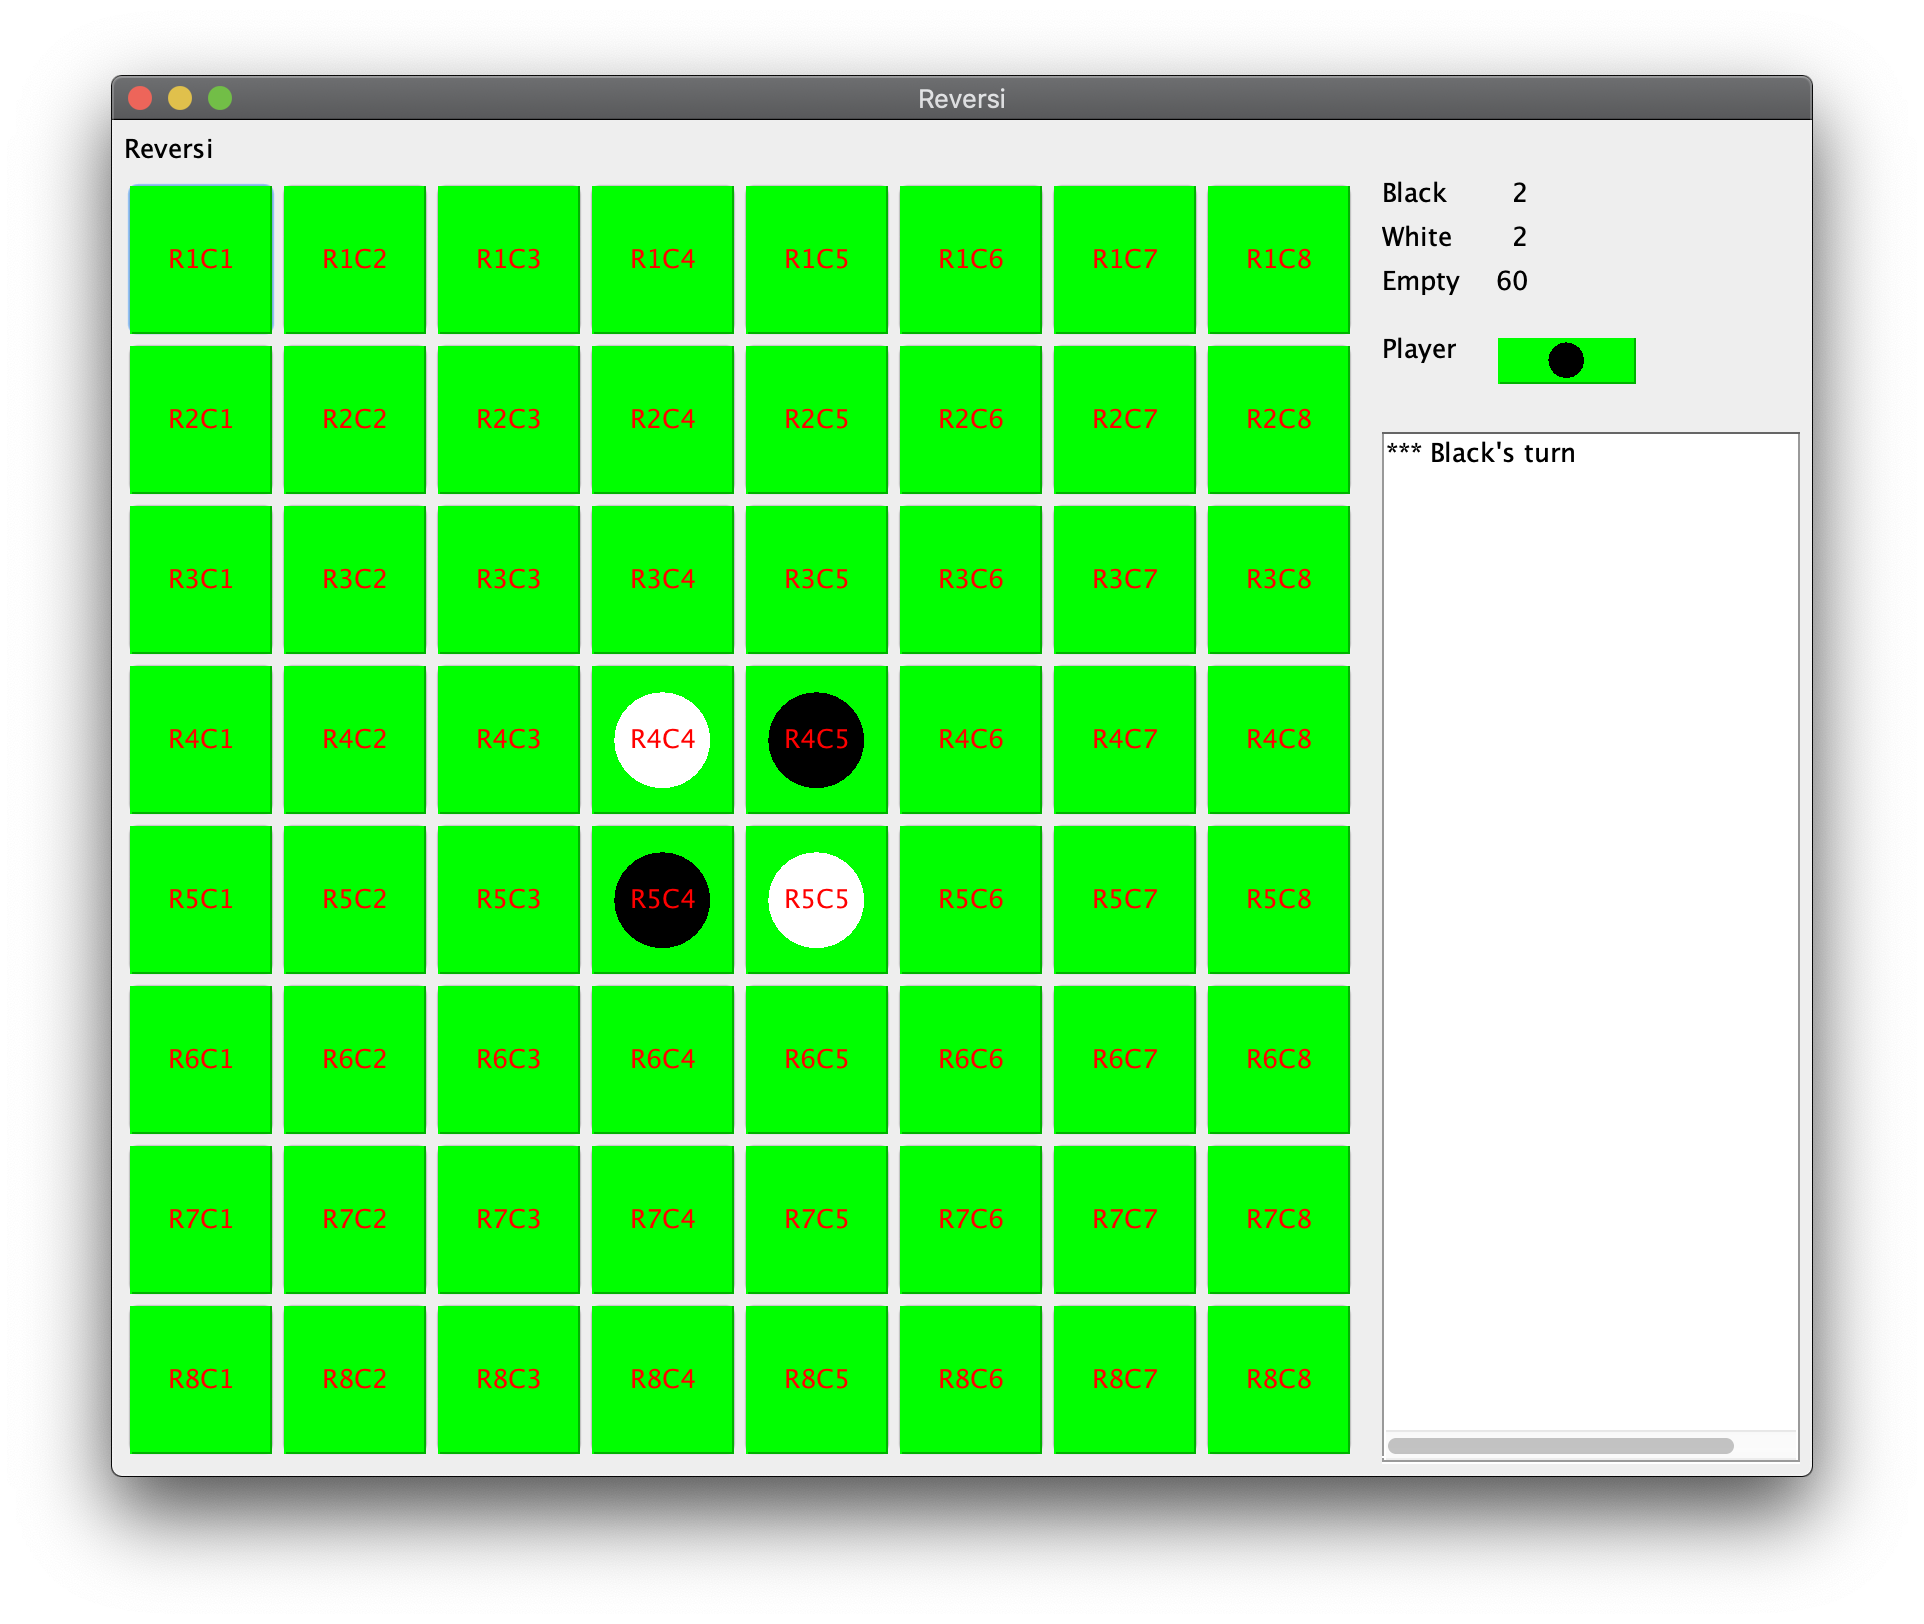 Reversi
Reversi
R1C1 R1C2 R1C3 R1C4 R1C5 R1C6 R1C7 R1C8
R2C1 R2C2 R2C3 R2C4 R2C5 R2C6 R2C7 R2C8
R3C1 R3C2 R3C3 R3C4 R3C5 R3C6 R3C7 R3C8
R4C1 R4C2 R4C3 R4C4 R4C5 R4C6 R4C7 R4C8
R5C1 R5C2 R5C3 R5C4 R5C5 R5C6 R5C7 R5C8
R6C1 R6C2 R6C3 R6C4 R6C5 R6C6 R6C7 R6C8
R7C1 R7C2 R7C3 R7C4 R7C5 R7C6 R7C7 R7C8
R8C1 R8C2 R8C3 R8C4 R8C5 R8C6 R8C7 R8C8
Black 2
White 2
Empty 60
Player
*** Black's turn